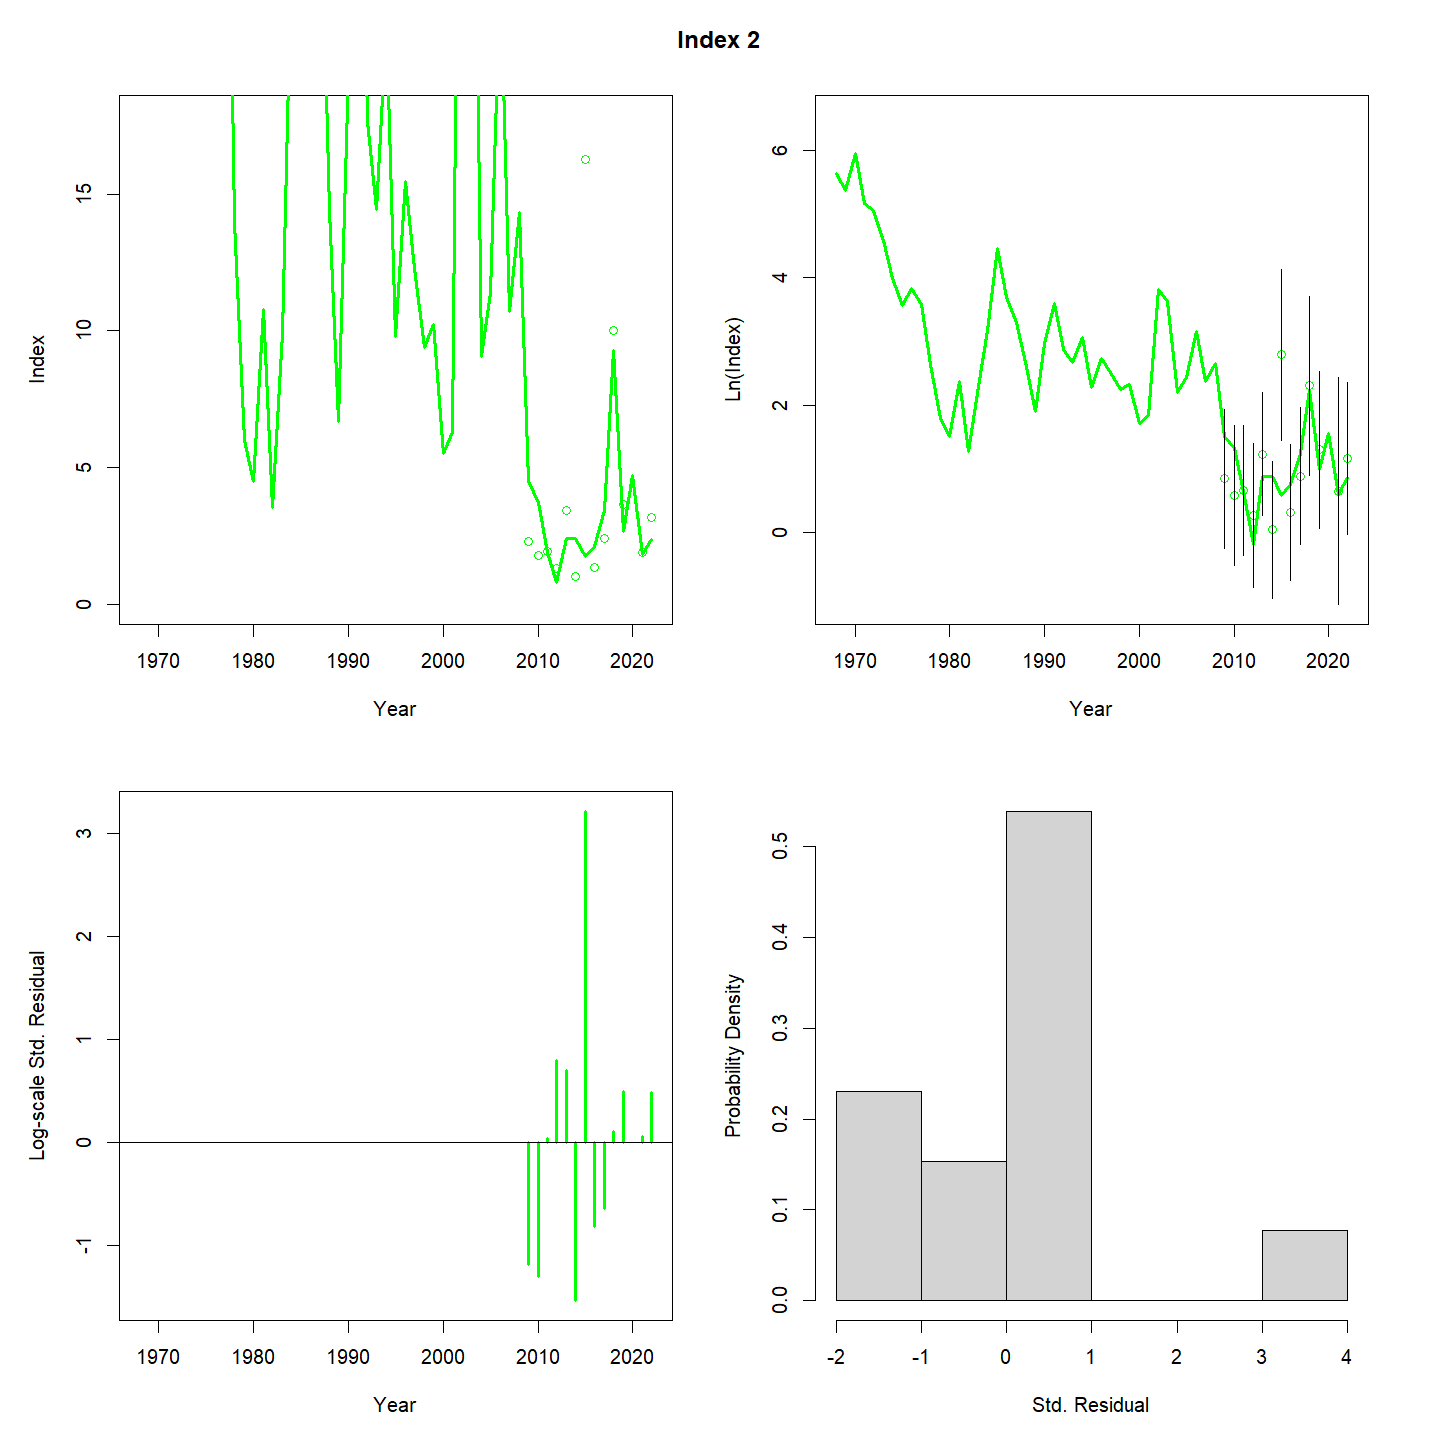 Index 2
Index
0
5
10
15
1970 1980 1990 2000 2010 2020
Year
Ln(Index)
0
2
4
6
1970 1980 1990 2000 2010 2020
Year
Log-scale Std. Residual
-1
0
1
2
3
1970 1980 1990 2000 2010 2020
Year
Probability Density
0.0
0.1
0.2
0.3
0.4
0.5
-2 -1 0 1 2 3 4
Std. Residual